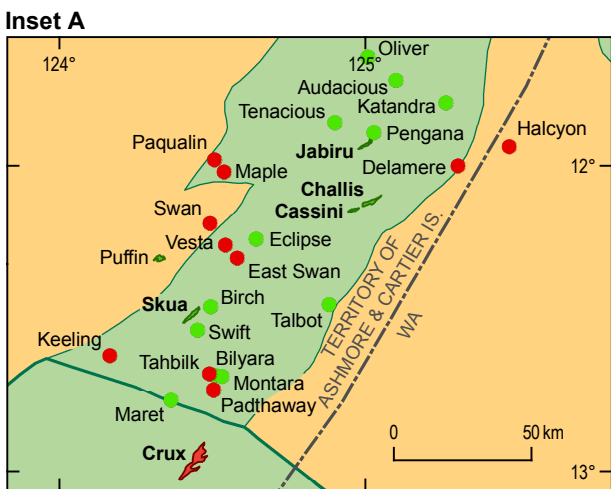 Inset A
124°
125°
Oliver
Audacious
Katandra
Tenacious
Pengana
Halcyon
Jabiru
Paqualin
Maple
Delamere
12°
Challis
Cassini
Swan
Vesta
Eclipse
Puffin
East Swan
Birch
Skua
Talbot
Swift
Keeling
Tahbilk
Bilyara
Montara
Padthaway
Maret
Crux
TERRITORY OF
ASHMORE & CARTIER IS.
WA
0
50 km
13°